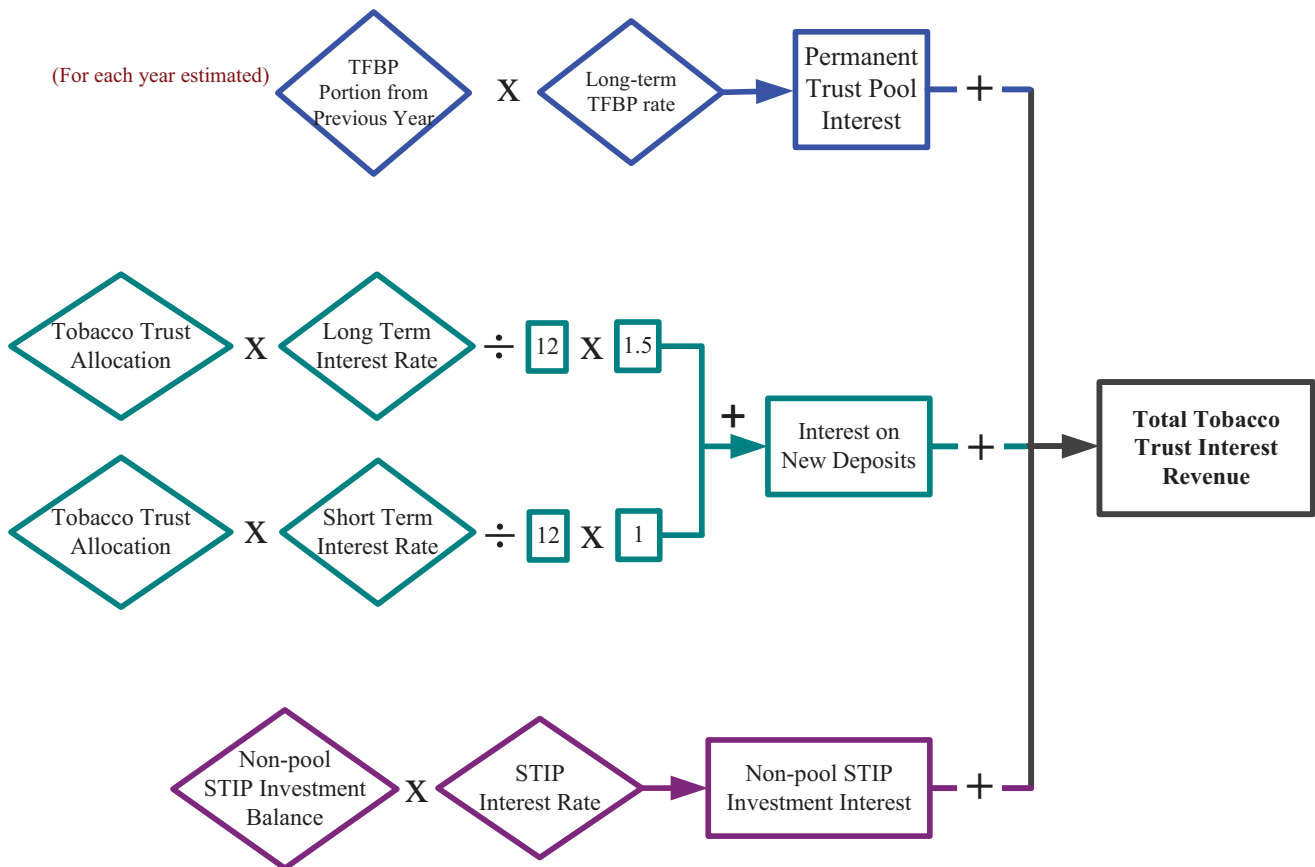 (For each year estimated)
TFBP
Portion from
Previous Year
X
Long-term
TFBP rate
Permanent
Trust Pool
Interest
+
Tobacco Trust
Allocation
X
Long Term
Interest Rate
÷
12
X
1.5
+
Interest on
New Deposits
+
Total Tobacco
Trust Interest
Revenue
Tobacco Trust
Allocation
X
Short Term
Interest Rate
÷
12
X
1
Non-pool
STIP Investment
Balance
X
STIP
Interest Rate
Non-pool STIP
Investment Interest
+